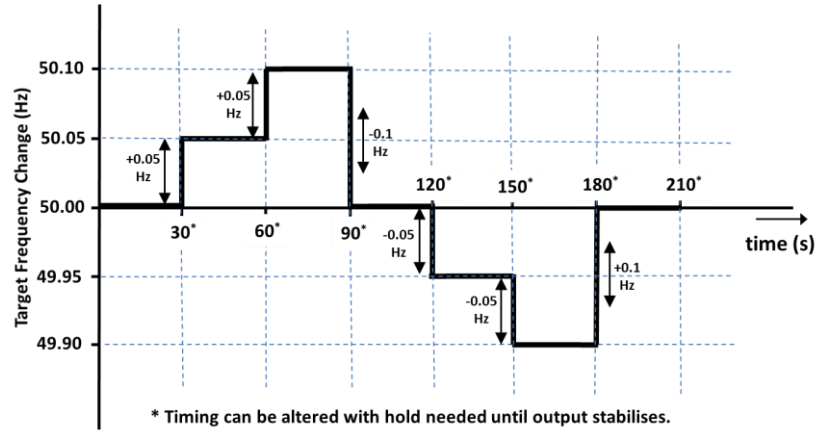 Target Frequency Change (Hz)
50.10
50.05
50.00
49.95
49.90
+0.05
Hz
+0.05
Hz
-0.1
Hz
30*
60*
90*
120*
150*
180*
210*
-0.05
Hz
-0.05
Hz
+0.1
Hz
time (s)
* Timing can be altered with hold needed until output stabilises.